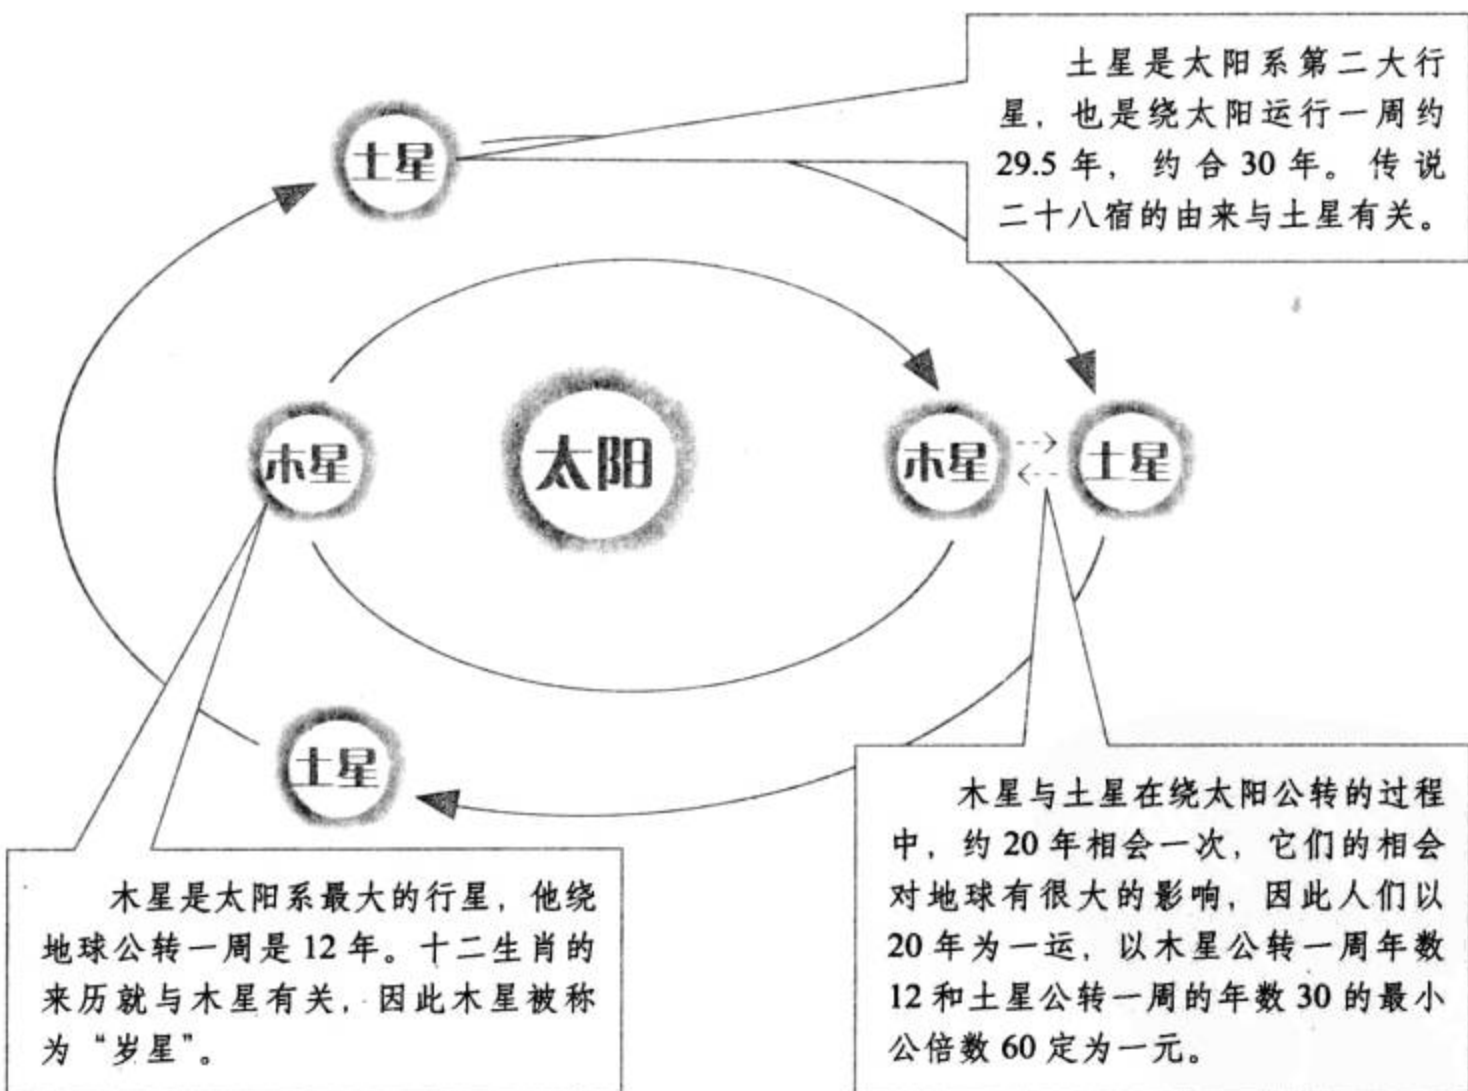 土星是太阳系第二大行
星，也是绕太阳运行一周约
29.5 年，约合 30 年。传说
二十八宿的由来与土星有关。
土星
木星
太阳
木星
土星
土星
木星是太阳系最大的行星，他绕
地球公转一周是 12 年。十二生肖的
来历就与木星有关，因此木星被称
为“岁星”。
木星与土星在绕太阳公转的过程
中，约 20 年相会一次，它们的相会
对地球有很大的影响，因此人们以
20 年为一运，以木星公转一周年数
12 和土星公转一周的年数 30 的最小
公倍数 60 定为一元。